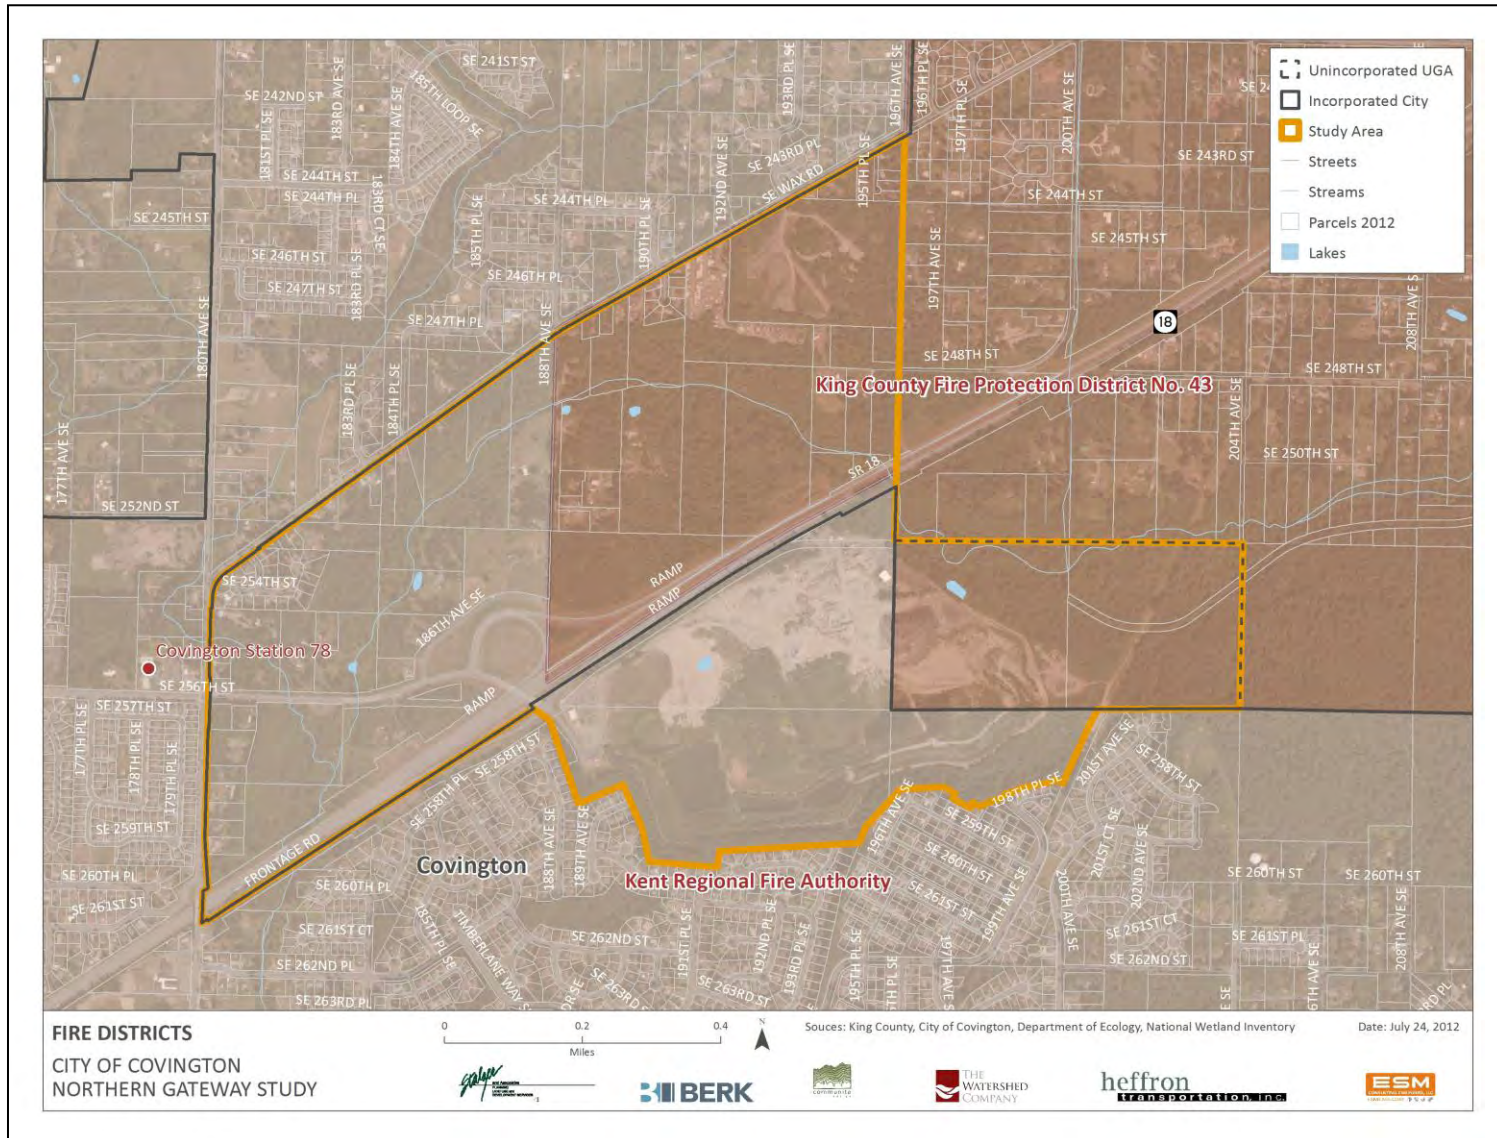 Unincorporated UGA
Incorporated City
Study Area
Streets
Streams
Parcels 2012
Lakes
SE 241ST ST
SE 242ND ST
183RD AVE SE
184TH AVE SE
185TH LOOP SE
193RD PL SE
196TH AVE SE
196TH PL SE
197TH PL SE
200TH AVE SE
SE 243RD PL
SE 243RD ST
181ST PL SE
SE 244TH ST
SE 244TH PL
183RD CT SE
185TH PL SE
SE 244TH PL
192ND AVE SE
SE WAX RD
195TH PL SE
SE 244TH ST
SE 245TH ST
SE 245TH ST
190TH PL SE
197TH AVE SE
SE 246TH ST
SE 246TH PL
SE 247TH ST
183RD PL SE
SE 247TH PL
180TH AVE SE
188TH AVE SE
208TH AVE SE
18
SE 248TH ST
SE 248TH ST
King County Fire Protection District No. 43
183RD PL SE
184TH PL SE
177TH AVE SE
204TH AVE SE
SE 250TH ST
SR 18
SE 252ND ST
SE 254TH ST
RAMP
RAMP
186TH AVE SE
Covington Station 78
SE 256TH ST
RAMP
SE 257TH ST
177TH PL SE
178TH PL SE
179TH PL SE
SE 258TH ST
SE 258TH PL
201ST AVE SE
SE 258TH ST
198TH PL SE
SE 259TH ST
196TH AVE SE
SE 259TH ST
FRONTAGE RD
188TH AVE SE
189TH AVE SE
201ST CT SE
202ND AVE SE
Covington
SE 260TH PL
SE 260TH PL
SE 260TH ST
SE 260TH ST
SE 260TH ST
Kent Regional Fire Authority
SE 261ST ST
SE 261ST CT
SE 261ST ST
199TH AVE SE
200TH AVE SE
SE 261ST CT
SE 261ST PL
208TH AVE SE
185TH PL SE
TIMBERLANE WAY S
SE 262ND ST
191ST PL SE
192ND PL SE
193RD PL SE
195TH PL SE
197TH AVE S
SE 262ND ST
SE 262ND PL
SE 263RD PL
SE 263RD S
SE 263RD ST
FIRE DISTRICTS
CITY OF COVINGTON
NORTHERN GATEWAY STUDY
0 0.2 0.4
Miles
N
Souces: King County, City of Covington, Department of Ecology, National Wetland Inventory
Date: July 24, 2012
BERK
community
THE
WATERSHED
COMPANY
heffron
transportation, inc.
ESM